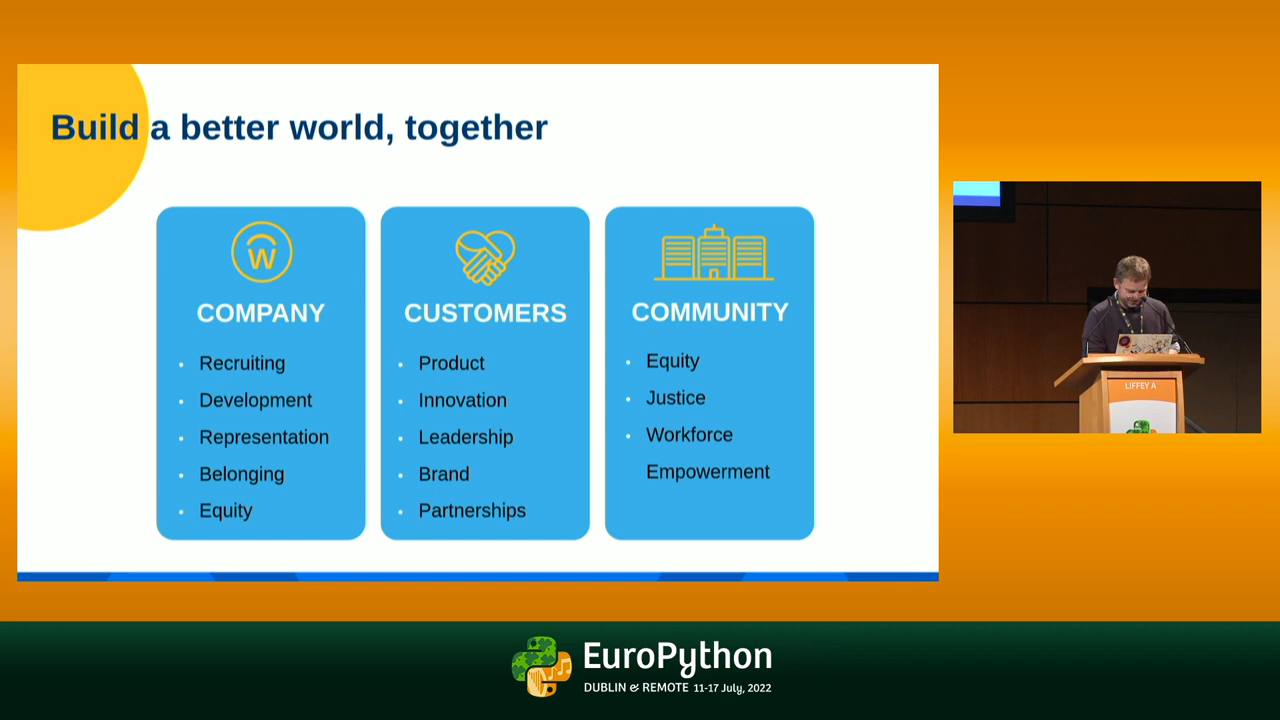 Build a better world, together
W
COMPANY
Recruiting
Development
Representation
Belonging
Equity
CUSTOMERS
Product
Innovation
Leadership
Brand
Partnerships
COMMUNITY
Equity
Justice
Workforce
Empowerment
LIFFEY A
EuroPython
DUBLIN & REMOTE 11-17 July, 2022